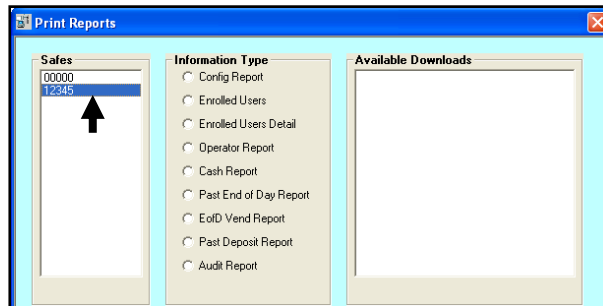 Print Reports
Safes
00000
12345
Information Type
Config Report
Enrolled Users
Enrolled Users Detail
Operator Report
Cash Report
Past End of Day Report
EofD Vend Report
Past Deposit Report
Audit Report
Available Downloads